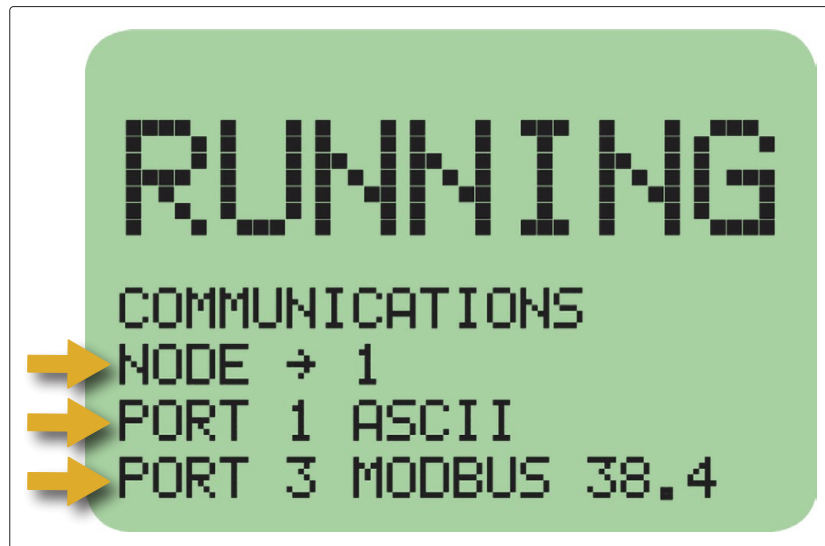 RUNNING
COMMUNICATIONS
NODE → 1
PORT 1 ASCII
PORT 3 MODBUS 38.4